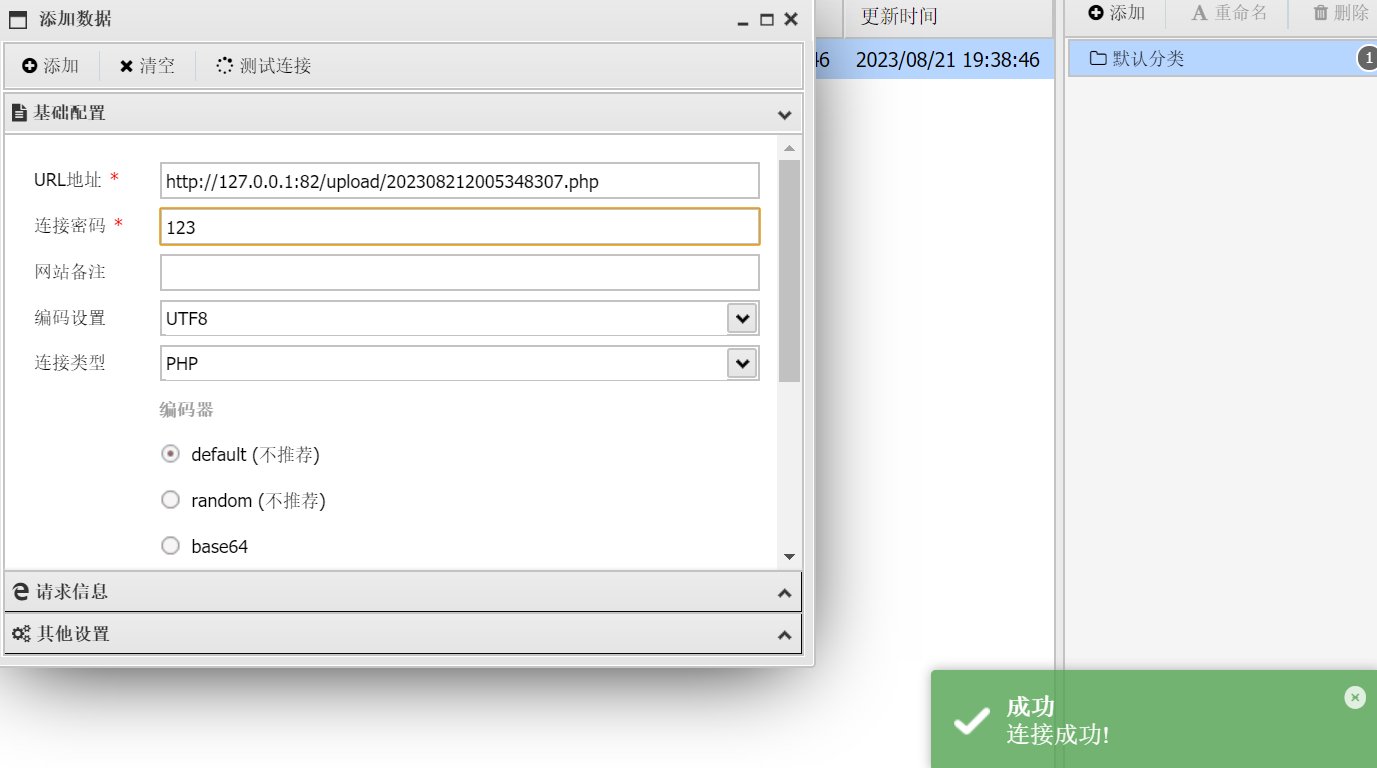 添加数据
添加 清空 测试连接
基础配置
URL地址 *
http://127.0.0.1:82/upload/202308212005348307.php
连接密码 *
123
网站备注
编码设置
UTF8
连接类型
PHP
编码器
default (不推荐)
random (不推荐)
base64
请求信息
其他设置
更新时间
46 2023/08/21 19:38:46
添加 重命名 删除
默认分类 1
成功
连接成功!